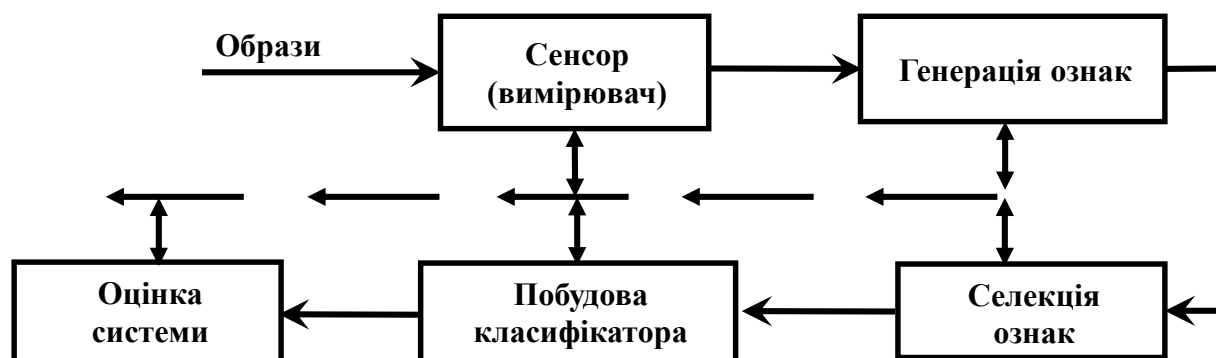 Образи
Сенсор
(вимірювач)
Генерація ознак
Оцінка
системи
Побудова
класифікатора
Селекція
ознак